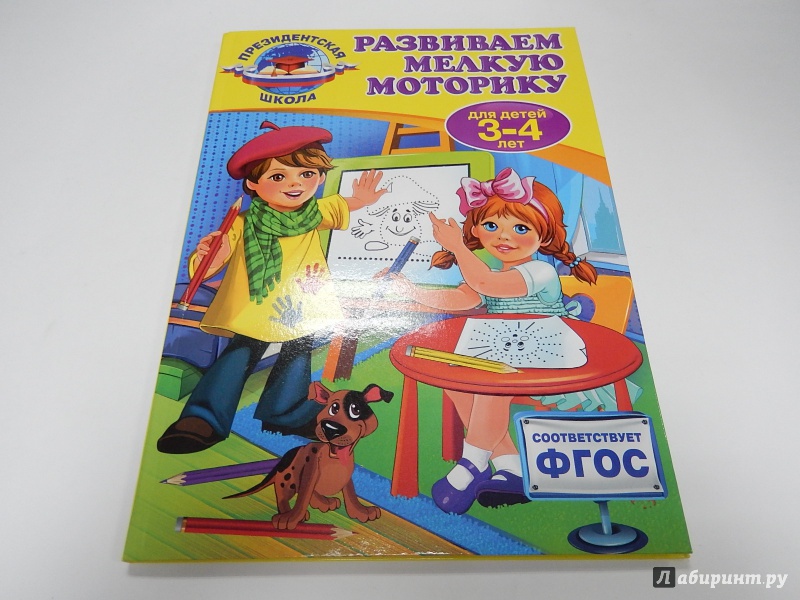 ПРЕЗИДЕНТСКАЯ
ШКОЛА
РАЗВИВАЕМ
МЕЛКУЮ
МОТОРИКУ
для детей
3-4
лет
СООТВЕТСТВУЕТ
ФГОС
Лабиринт.ру